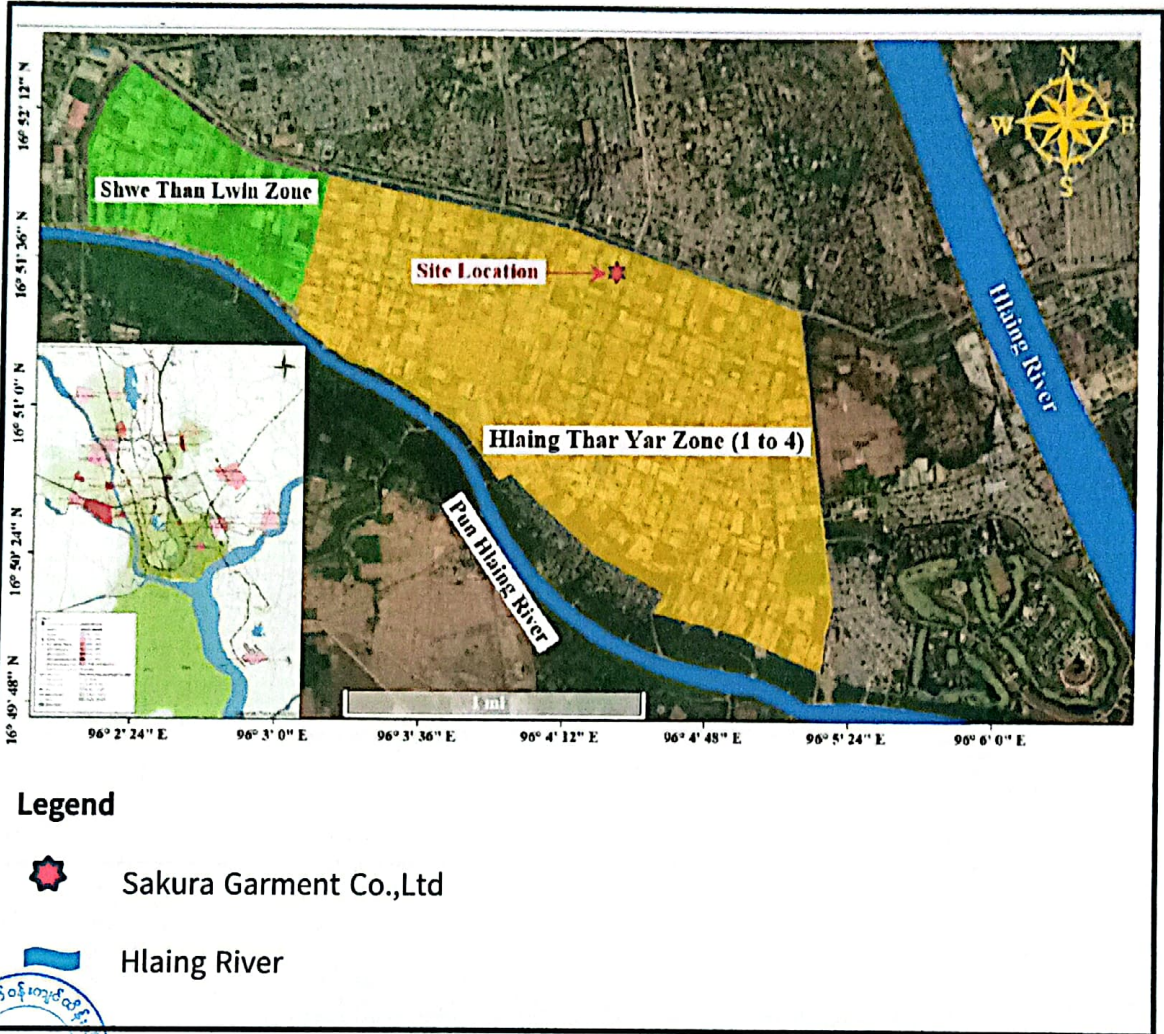 16° 52' 12" N
16° 51' 36" N
16° 51' 0" N
16° 50' 24" N
16° 49' 48" N
N
W
E
S
Shwe Than Lwin Zone
Site Location
Hlaing River
Hlaing Thar Yar Zone (1 to 4)
Pun Hlaing River
1 mi
96° 2' 24" E
96° 3' 0" E
96° 3' 36" E
96° 4' 12" E
96° 4' 48" E
96° 5' 24" E
96° 6' 0" E
Legend
Sakura Garment Co.,Ltd
Hlaing River